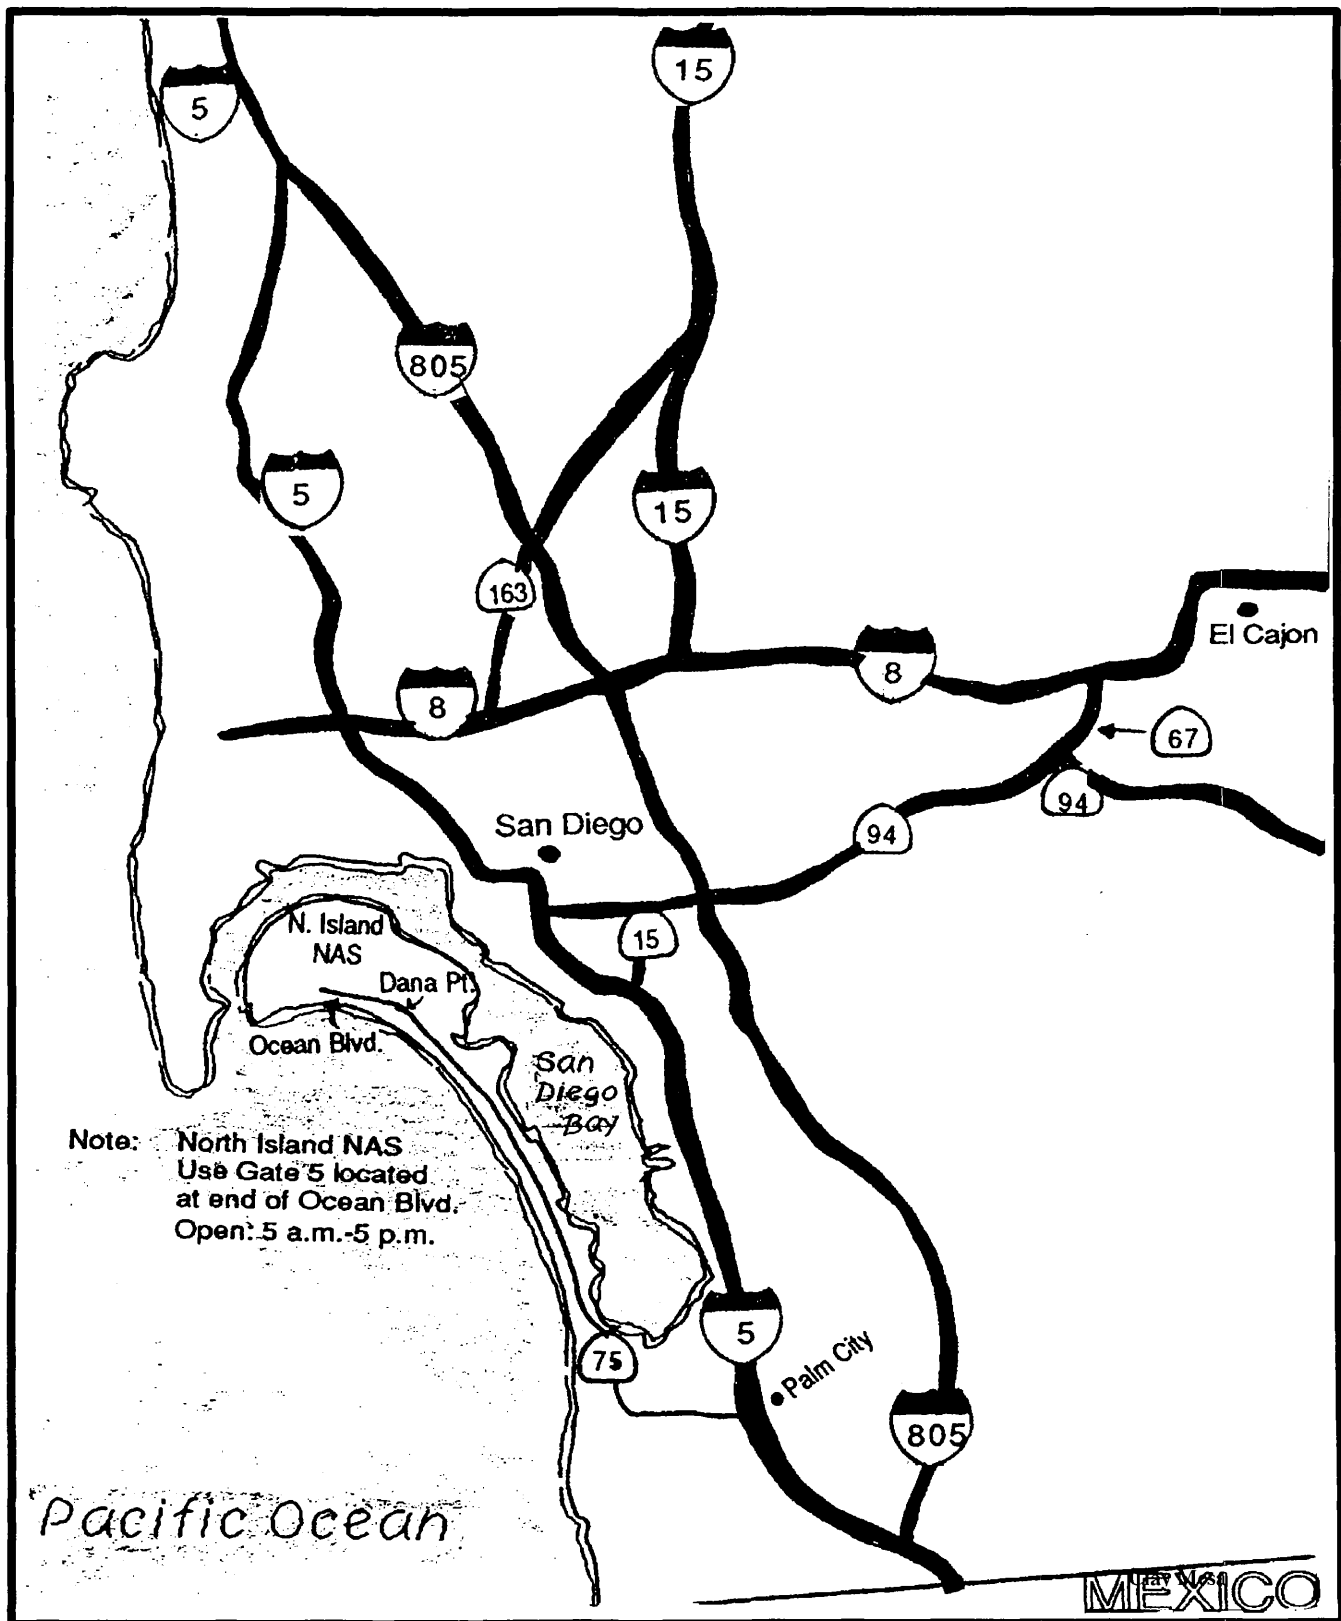 15
5
805
5
15
163
El Cajon
8
8
67
94
San Diego
94
N. Island
NAS
15
Dana Pt.
Ocean Blvd.
San
Diego
Bay
Note: North Island NAS
Use Gate 5 located
at end of Ocean Blvd.
Open: 5 a.m.-5 p.m.
5
75
Palm City
805
Pacific Ocean
MEXICO